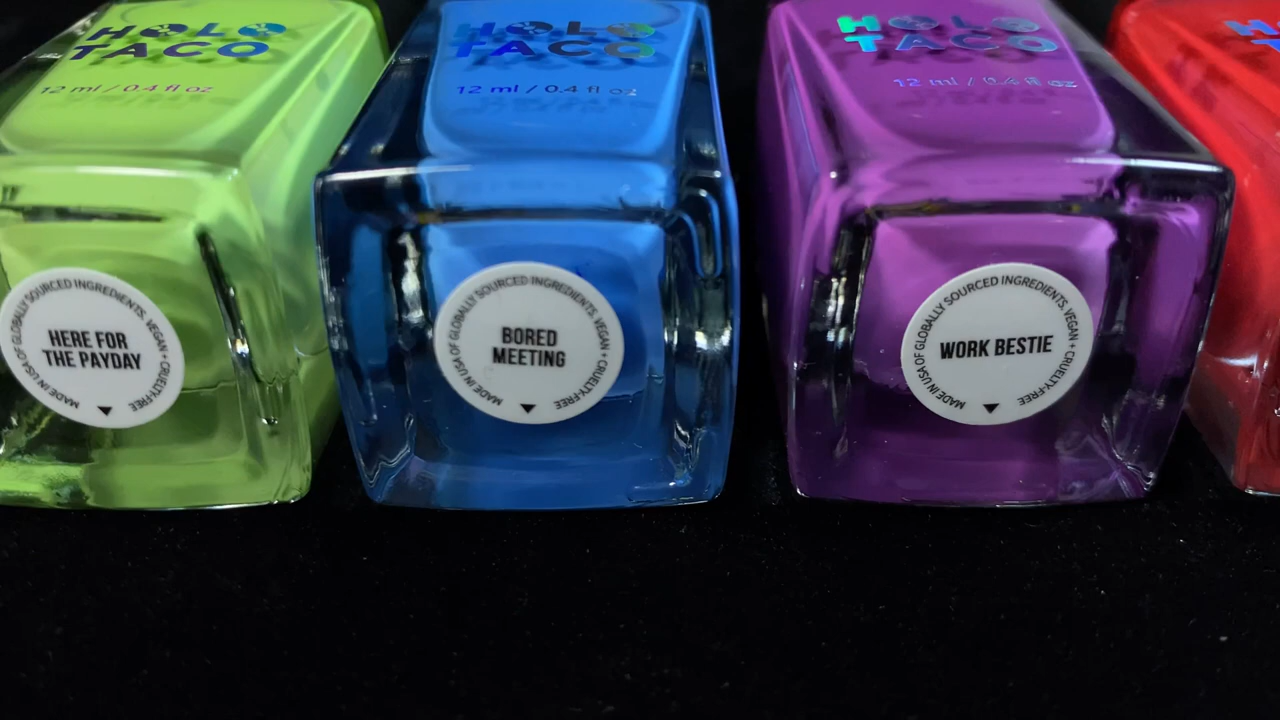 HOLO
TACO
12 ml / 0.4 fl oz
HERE FOR
THE PAYDAY
MADE IN USA OF GLOBALLY SOURCED INGREDIENTS. VEGAN + CRUELTY-FREE
HOLO
TACO
12 ml / 0.4 fl oz
BORED
MEETING
MADE IN USA OF GLOBALLY SOURCED INGREDIENTS. VEGAN + CRUELTY-FREE
HOLO
TACO
12 ml / 0.4 fl oz
WORK BESTIE
MADE IN USA OF GLOBALLY SOURCED INGREDIENTS. VEGAN + CRUELTY-FREE